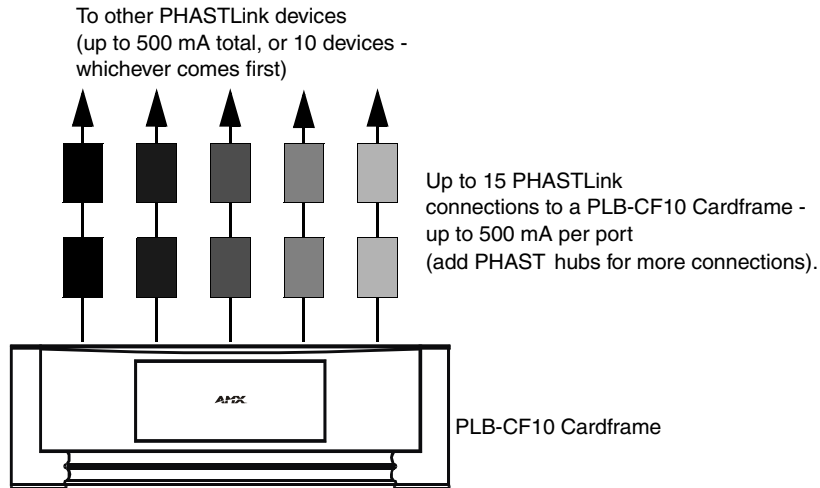 To other PHASTLink devices
(up to 500 mA total, or 10 devices -
whichever comes first)
Up to 15 PHASTLink
connections to a PLB-CF10 Cardframe -
up to 500 mA per port
(add PHAST hubs for more connections).
AMX
PLB-CF10 Cardframe